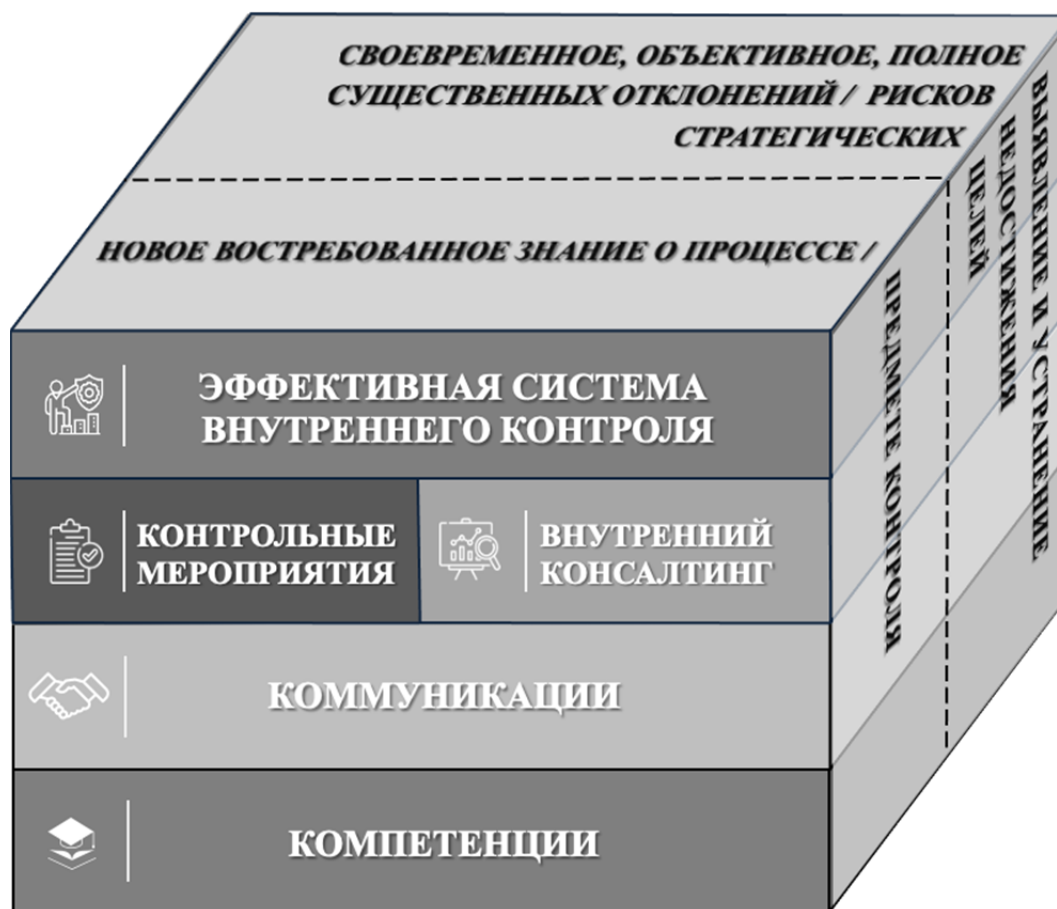 СВОЕВРЕМЕННОЕ, ОБЪЕКТИВНОЕ, ПОЛНОЕ
ВЫЯВЛЕНИЕ И УСТРАНЕНИЕ
СУЩЕСТВЕННЫХ ОТКЛОНЕНИЙ / РИСКОВ
НЕДОСТИЖЕНИЯ
СТРАТЕГИЧЕСКИХ
ЦЕЛЕЙ
НОВОЕ ВОСТРЕБОВАННОЕ ЗНАНИЕ О ПРОЦЕССЕ /
ПРЕДМЕТЕ КОНТРОЛЯ
ЭФФЕКТИВНАЯ СИСТЕМА
ВНУТРЕННЕГО КОНТРОЛЯ
КОНТРОЛЬНЫЕ
МЕРОПРИЯТИЯ
ВНУТРЕННИЙ
КОНСАЛТИНГ
КОММУНИКАЦИИ
КОМПЕТЕНЦИИ